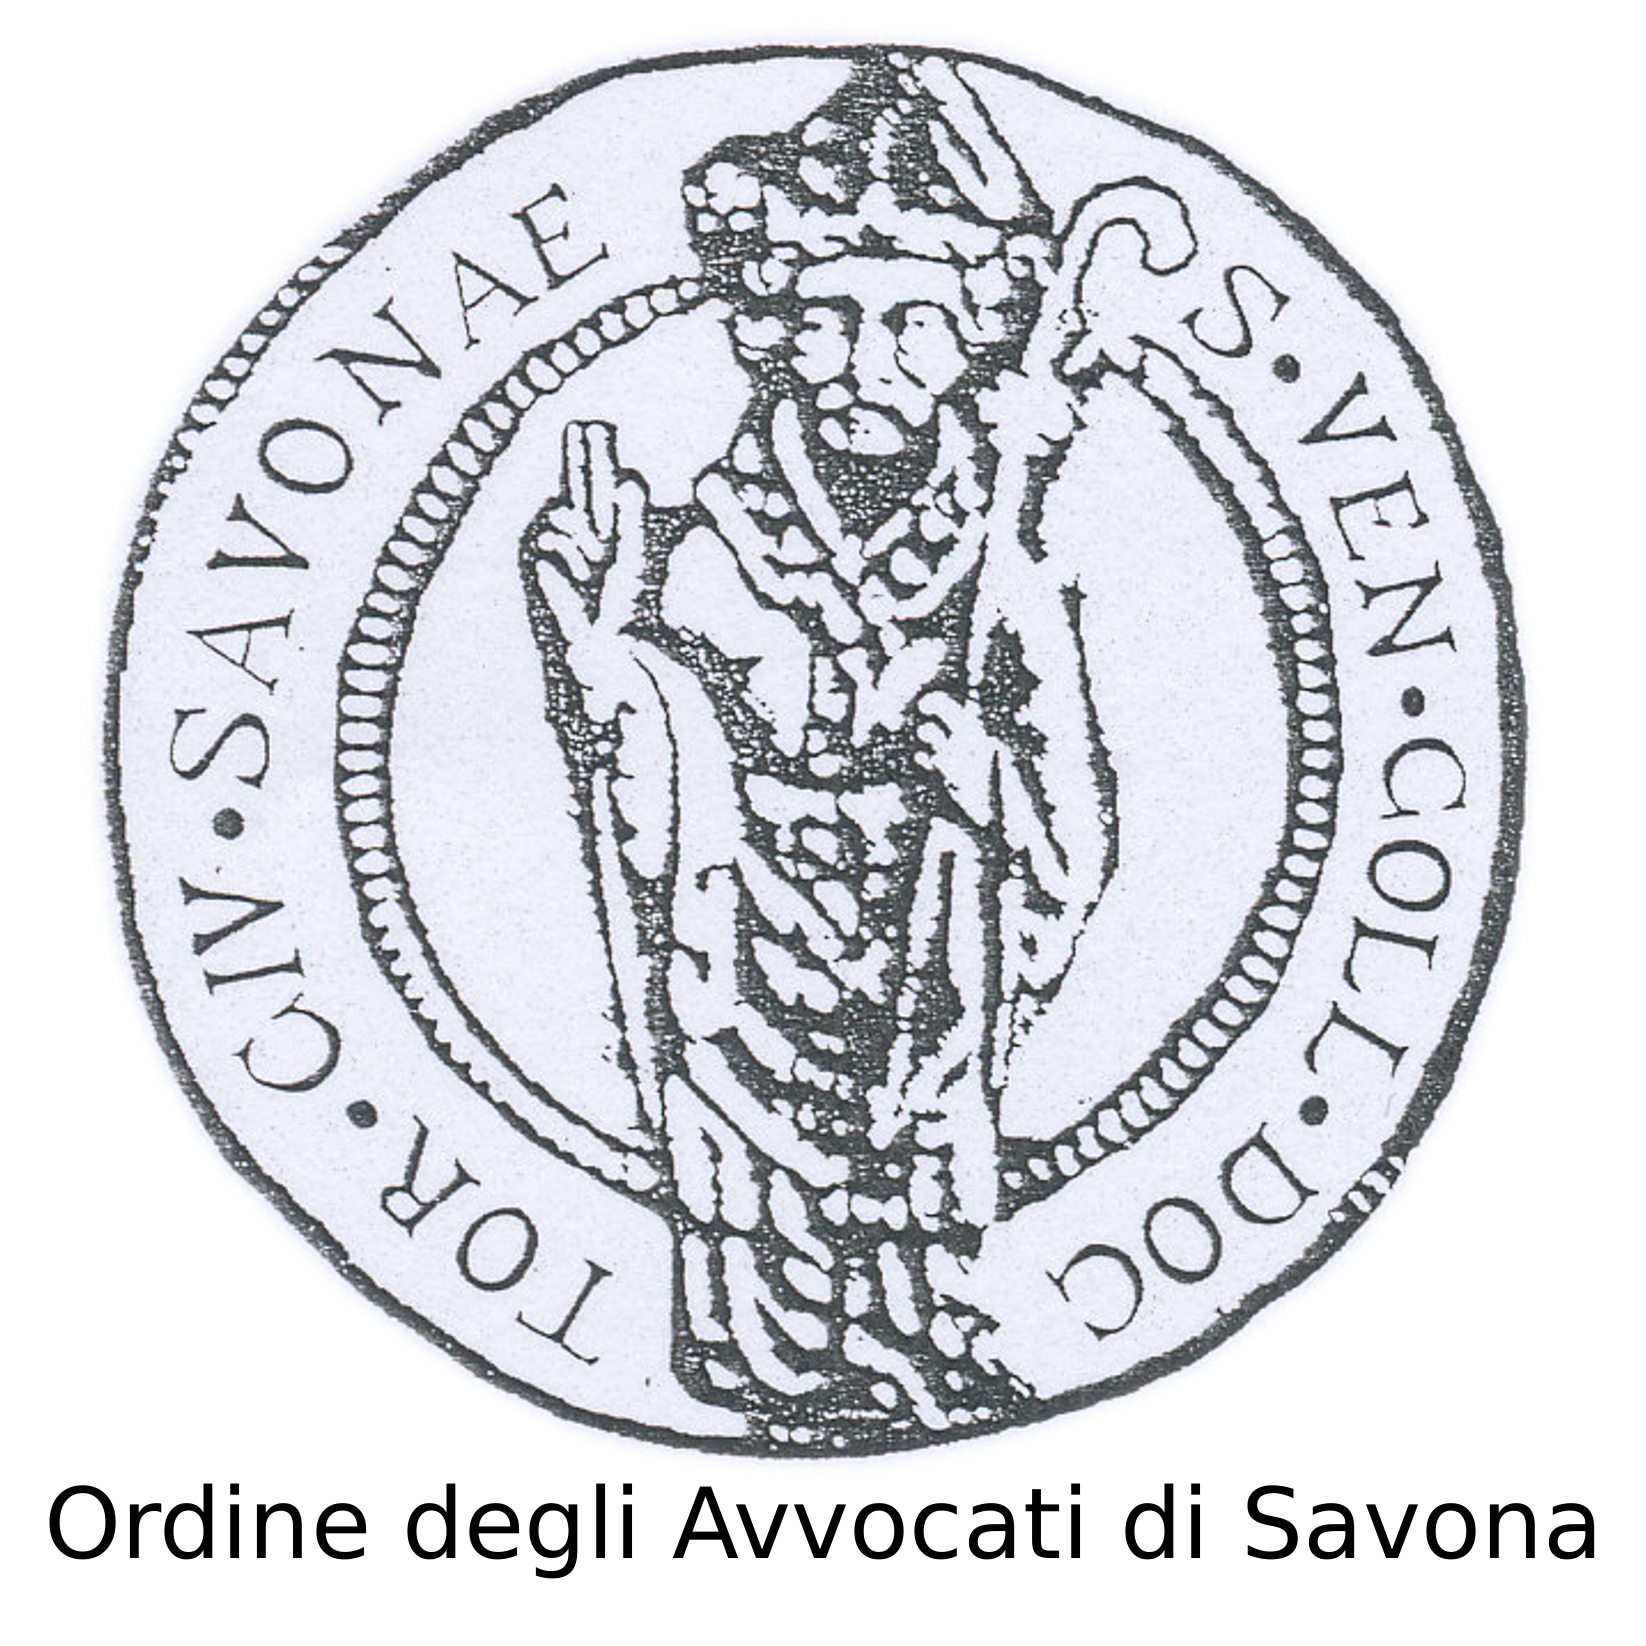 S·VEN·COLL·DOC
TOR·CIV·SAVONAE
Ordine degli Avvocati di Savona